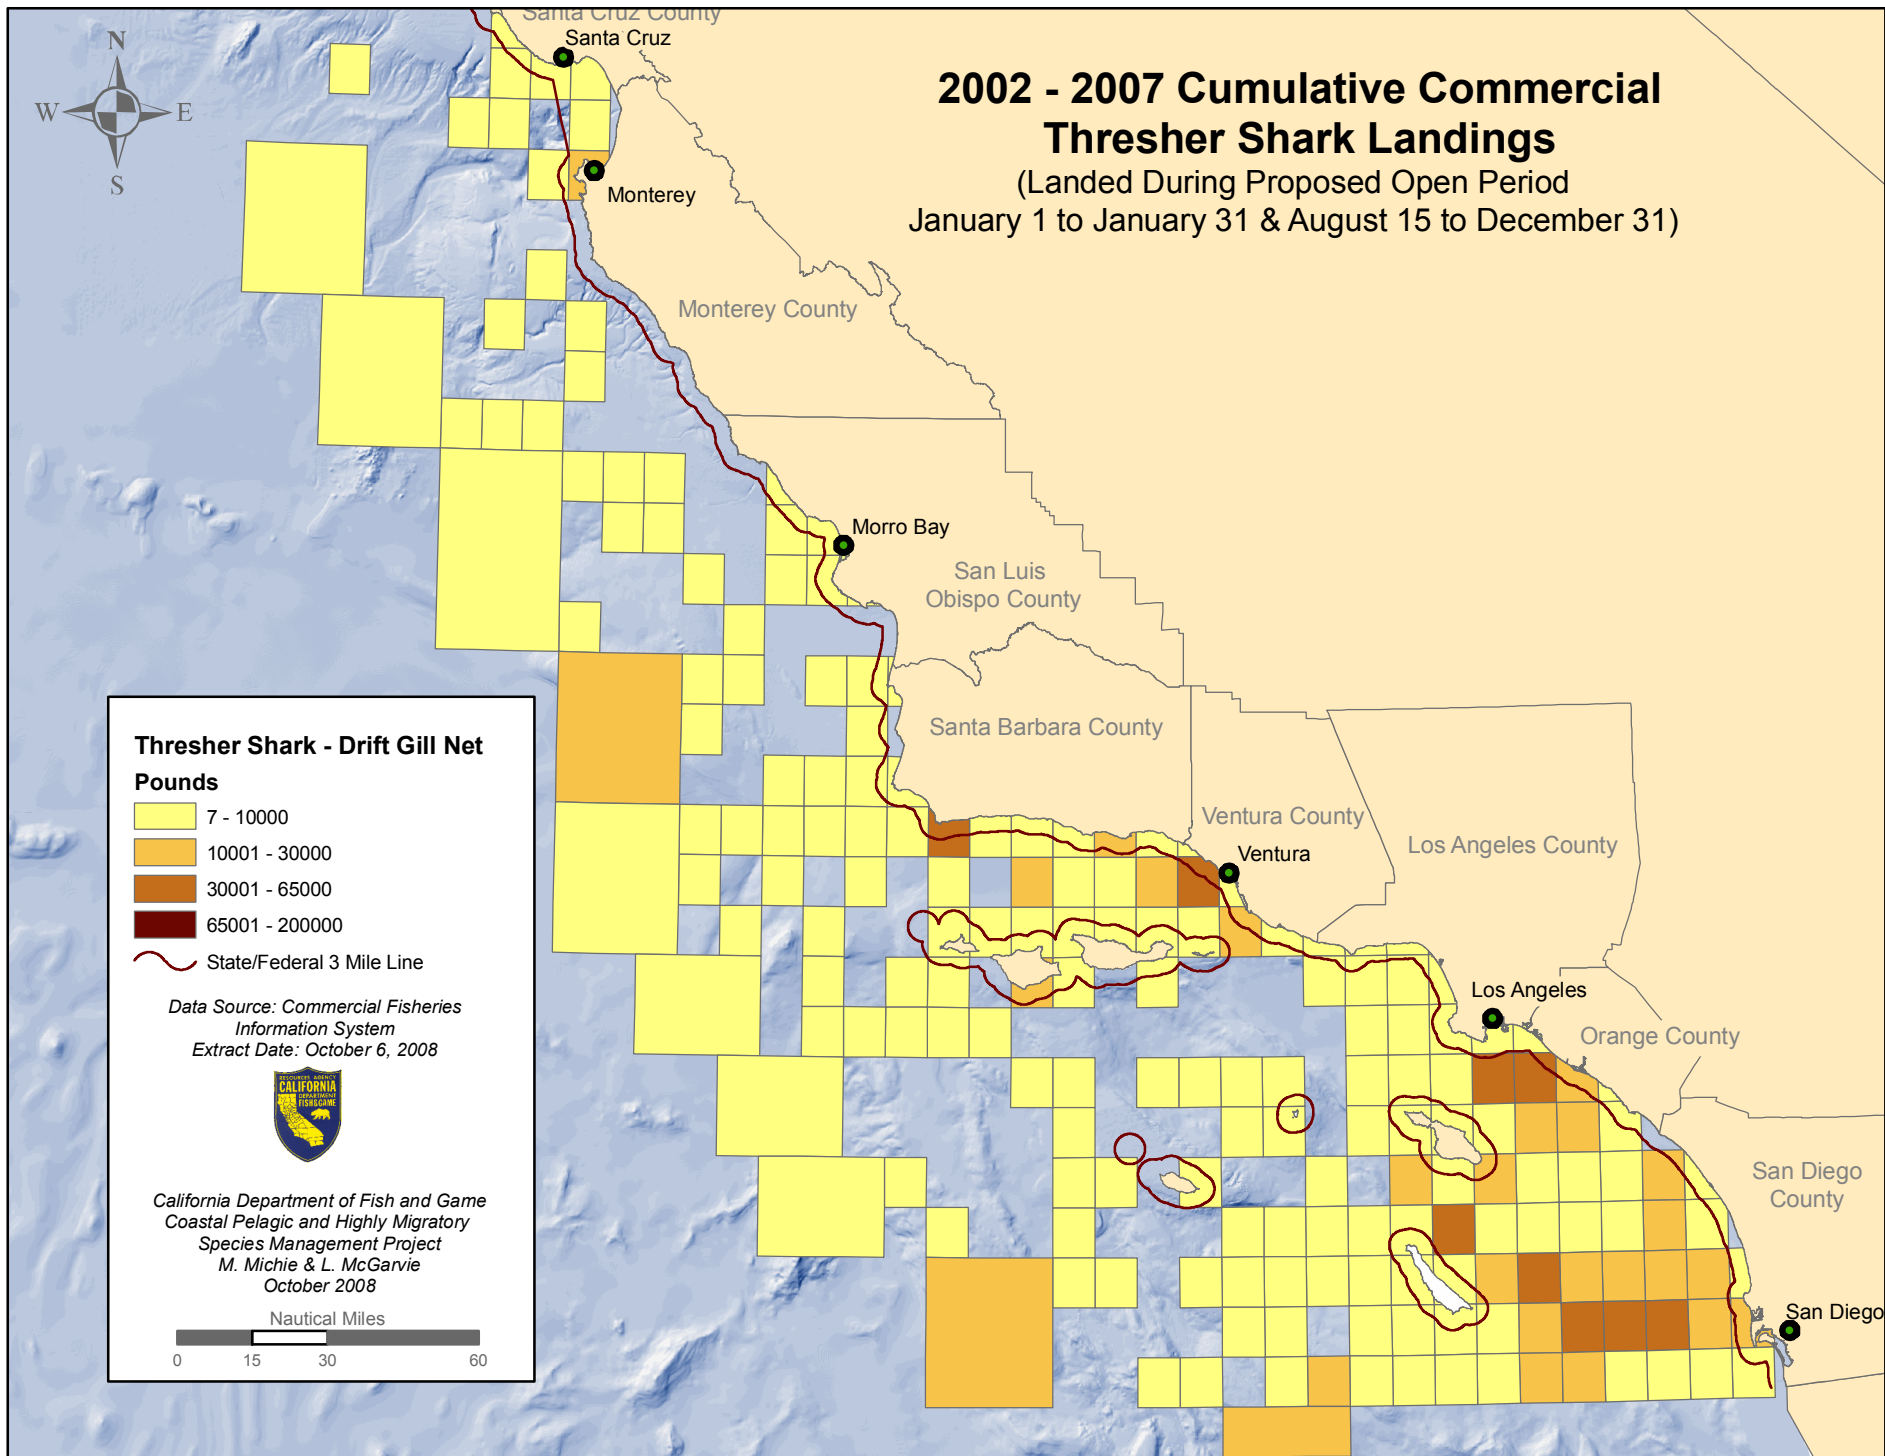 Santa Cruz County
Santa Cruz
N
W
E
S
2002 - 2007 Cumulative Commercial
Thresher Shark Landings
(Landed During Proposed Open Period
January 1 to January 31 & August 15 to December 31)
Monterey
Monterey County
Morro Bay
San Luis
Obispo County
Santa Barbara County
Ventura County
Ventura
Los Angeles County
Los Angeles
Orange County
San Diego
County
San Diego
Thresher Shark - Drift Gill Net
Pounds
7 - 10000
10001 - 30000
30001 - 65000
65001 - 200000
State/Federal 3 Mile Line
Data Source: Commercial Fisheries
Information System
Extract Date: October 6, 2008
RESOURCES AGENCY
CALIFORNIA
DEPARTMENT
FISH&GAME
California Department of Fish and Game
Coastal Pelagic and Highly Migratory
Species Management Project
M. Michie & L. McGarvie
October 2008
Nautical Miles
0 15 30 60